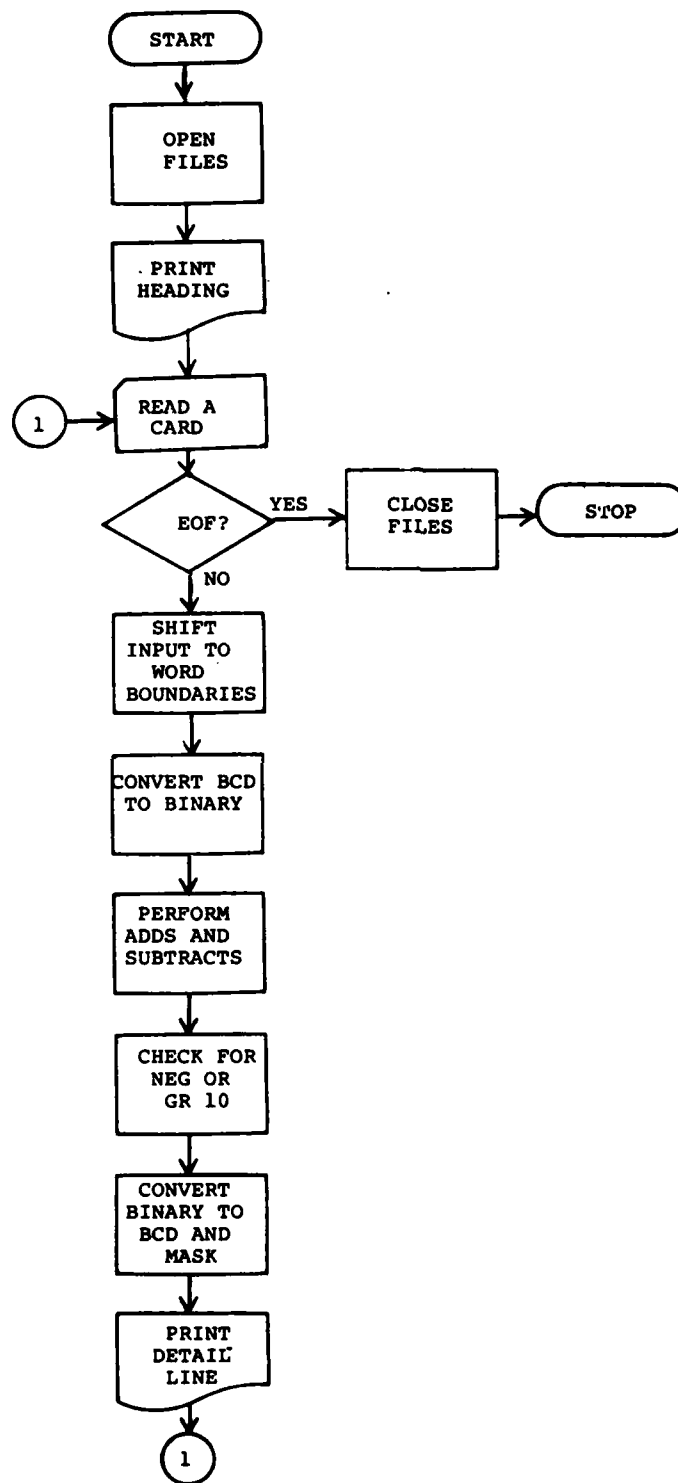 START
OPEN
FILES
PRINT
HEADING
1
READ A
CARD
EOF?
YES
CLOSE
FILES
STOP
NO
SHIFT
INPUT TO
WORD
BOUNDARIES
CONVERT BCD
TO BINARY
PERFORM
ADDS AND
SUBTRACTS
CHECK FOR
NEG OR
GR 10
CONVERT
BINARY TO
BCD AND
MASK
PRINT
DETAIL
LINE
1